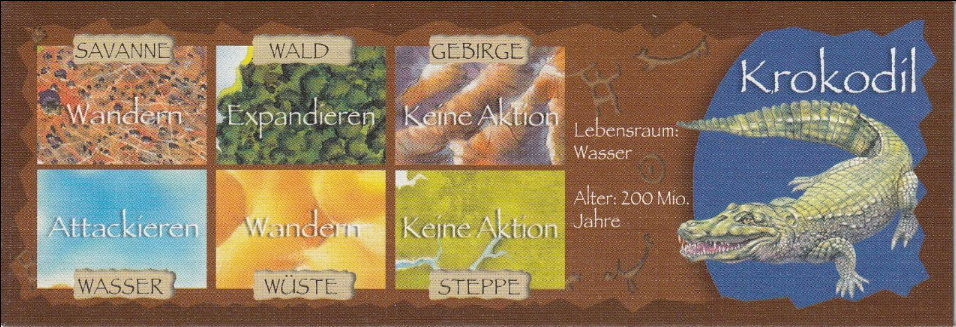 SAVANNE
Wandern
WALD
Expandieren
GEBIRGE
Keine Aktion
Attackieren
WASSER
Wandern
WÜSTE
Keine Aktion
STEPPE
Lebensraum:
Wasser
Alter: 200 Mio.
Jahre
Krokodil